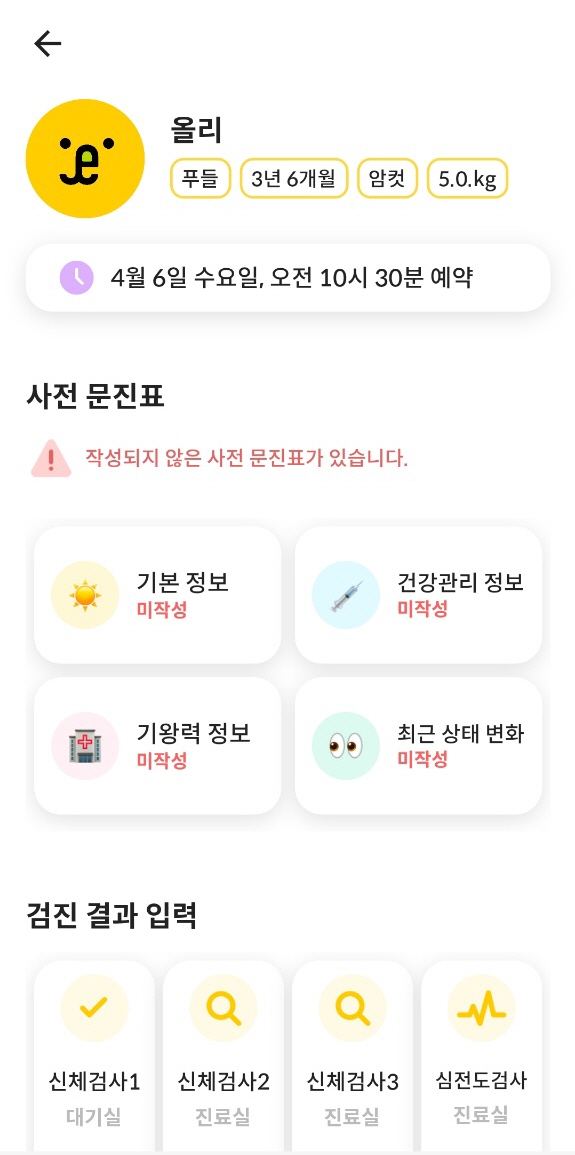 올리
푸들 3년 6개월 암컷 5.0.kg
4월 6일 수요일, 오전 10시 30분 예약
사전 문진표
작성되지 않은 사전 문진표가 있습니다.
기본 정보
미작성
건강관리 정보
미작성
기왕력 정보
미작성
최근 상태 변화
미작성
검진 결과 입력
신체검사1
대기실
신체검사2
진료실
신체검사3
진료실
심전도검사
진료실